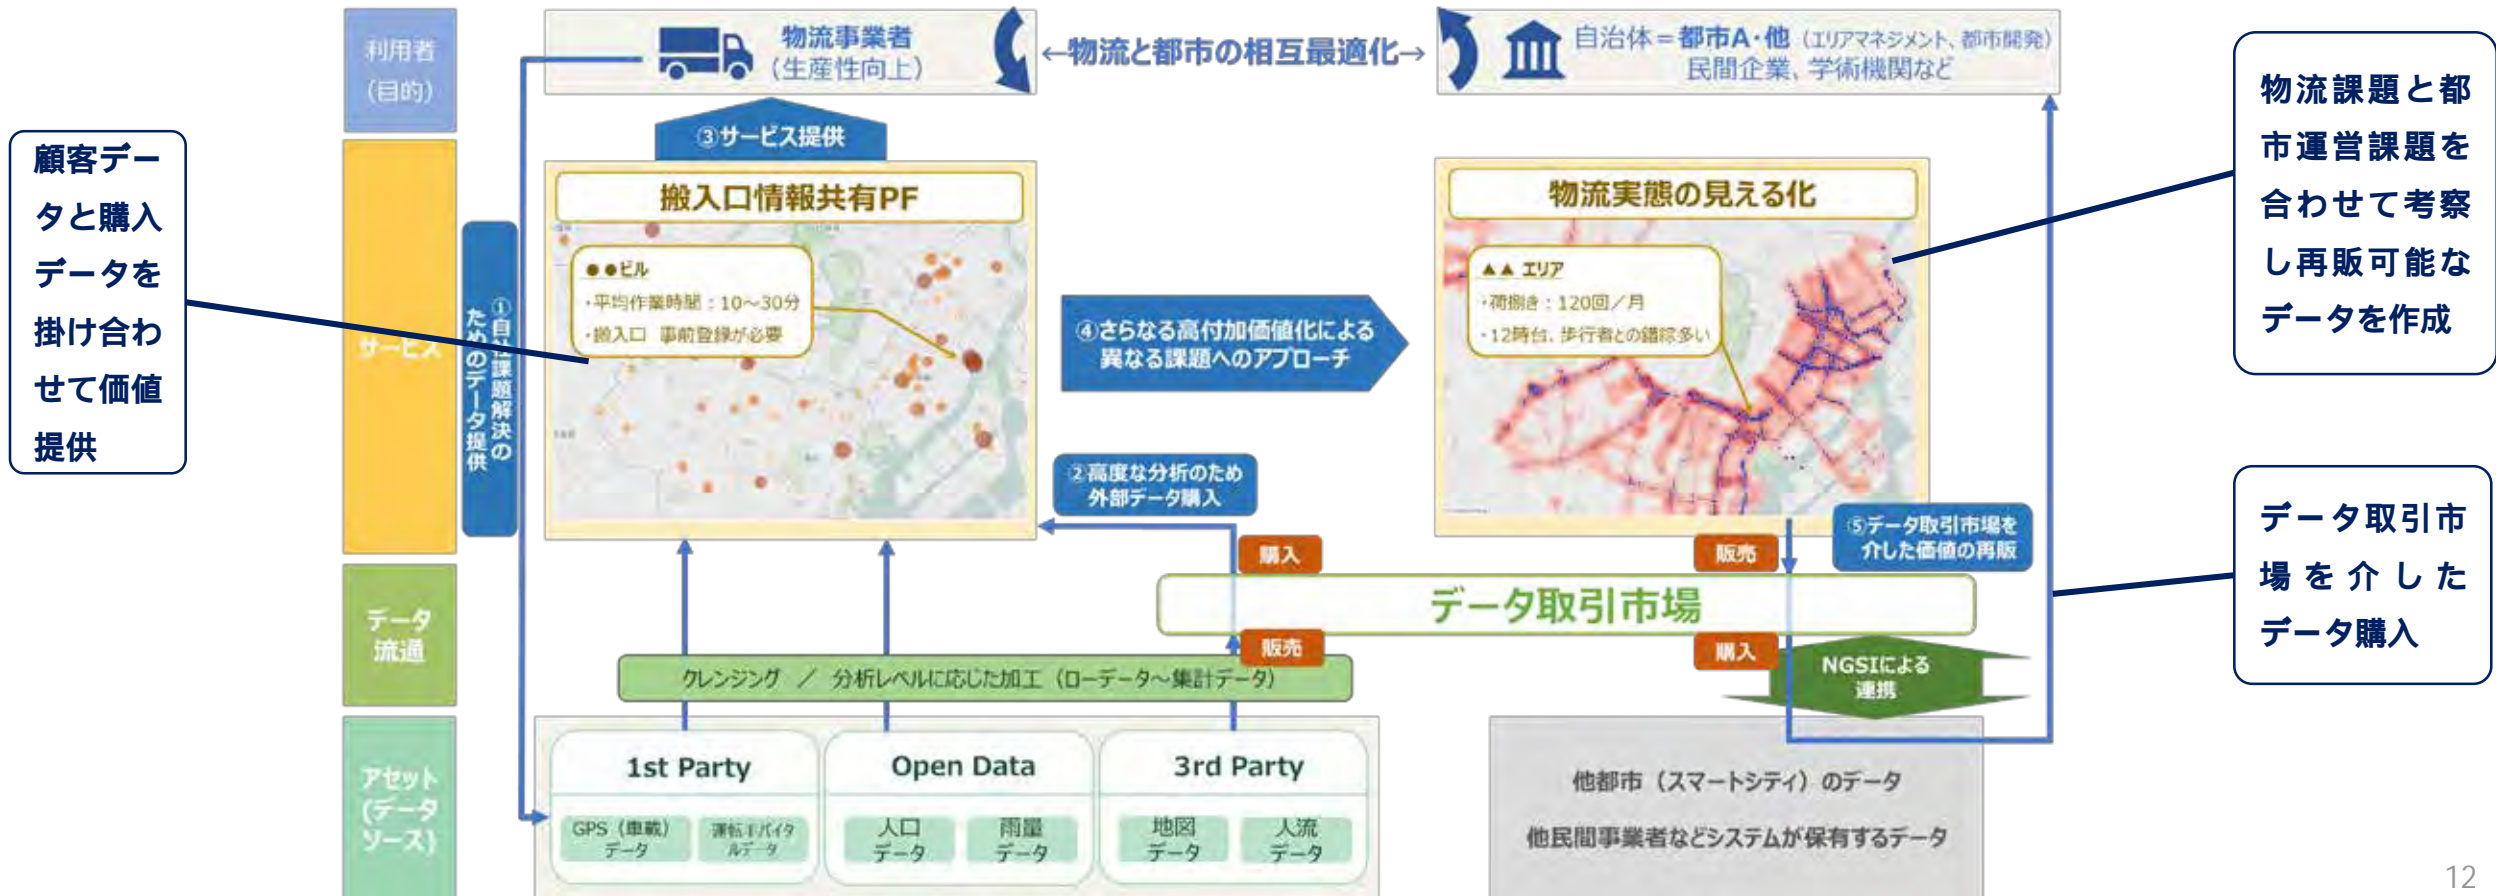 利用者
(目的)
物流事業者
(生産性向上)
←物流と都市の相互最適化→
自治体=都市A・他 (エリアマネジメント、都市開発)
民間企業、学術機関など
顧客デー
タと購入
データを
掛け合わ
せて価値
提供
サービス
①自社課題解決の
ためのデータ提供
③サービス提供
搬入口情報共有PF
●●ビル
・平均作業時間:10~30分
・搬入口 事前登録が必要
④さらなる高付加価値化による
異なる課題へのアプローチ
物流実態の見える化
▲▲ エリア
・荷捌き:120回/月
・12時台、歩行者との錯綜多い
物流課題と都
市運営課題を
合わせて考察
し再販可能な
データを作成
②高度な分析のため
外部データ購入
購入
販売
⑤データ取引市場を
介した価値の再販
データ取引市
場を介した
データ購入
データ
流通
データ取引市場
販売
購入
クレンジング / 分析レベルに応じた加工(ローデータ~集計データ)
NGSIによる
連携
アセット
(データ
ソース)
1st Party
Open Data
3rd Party
GPS(車載)
データ
運転手バイタ
ルデータ
人口
データ
雨量
データ
地図
データ
人流
データ
他都市(スマートシティ)のデータ
他民間事業者などシステムが保有するデータ
12